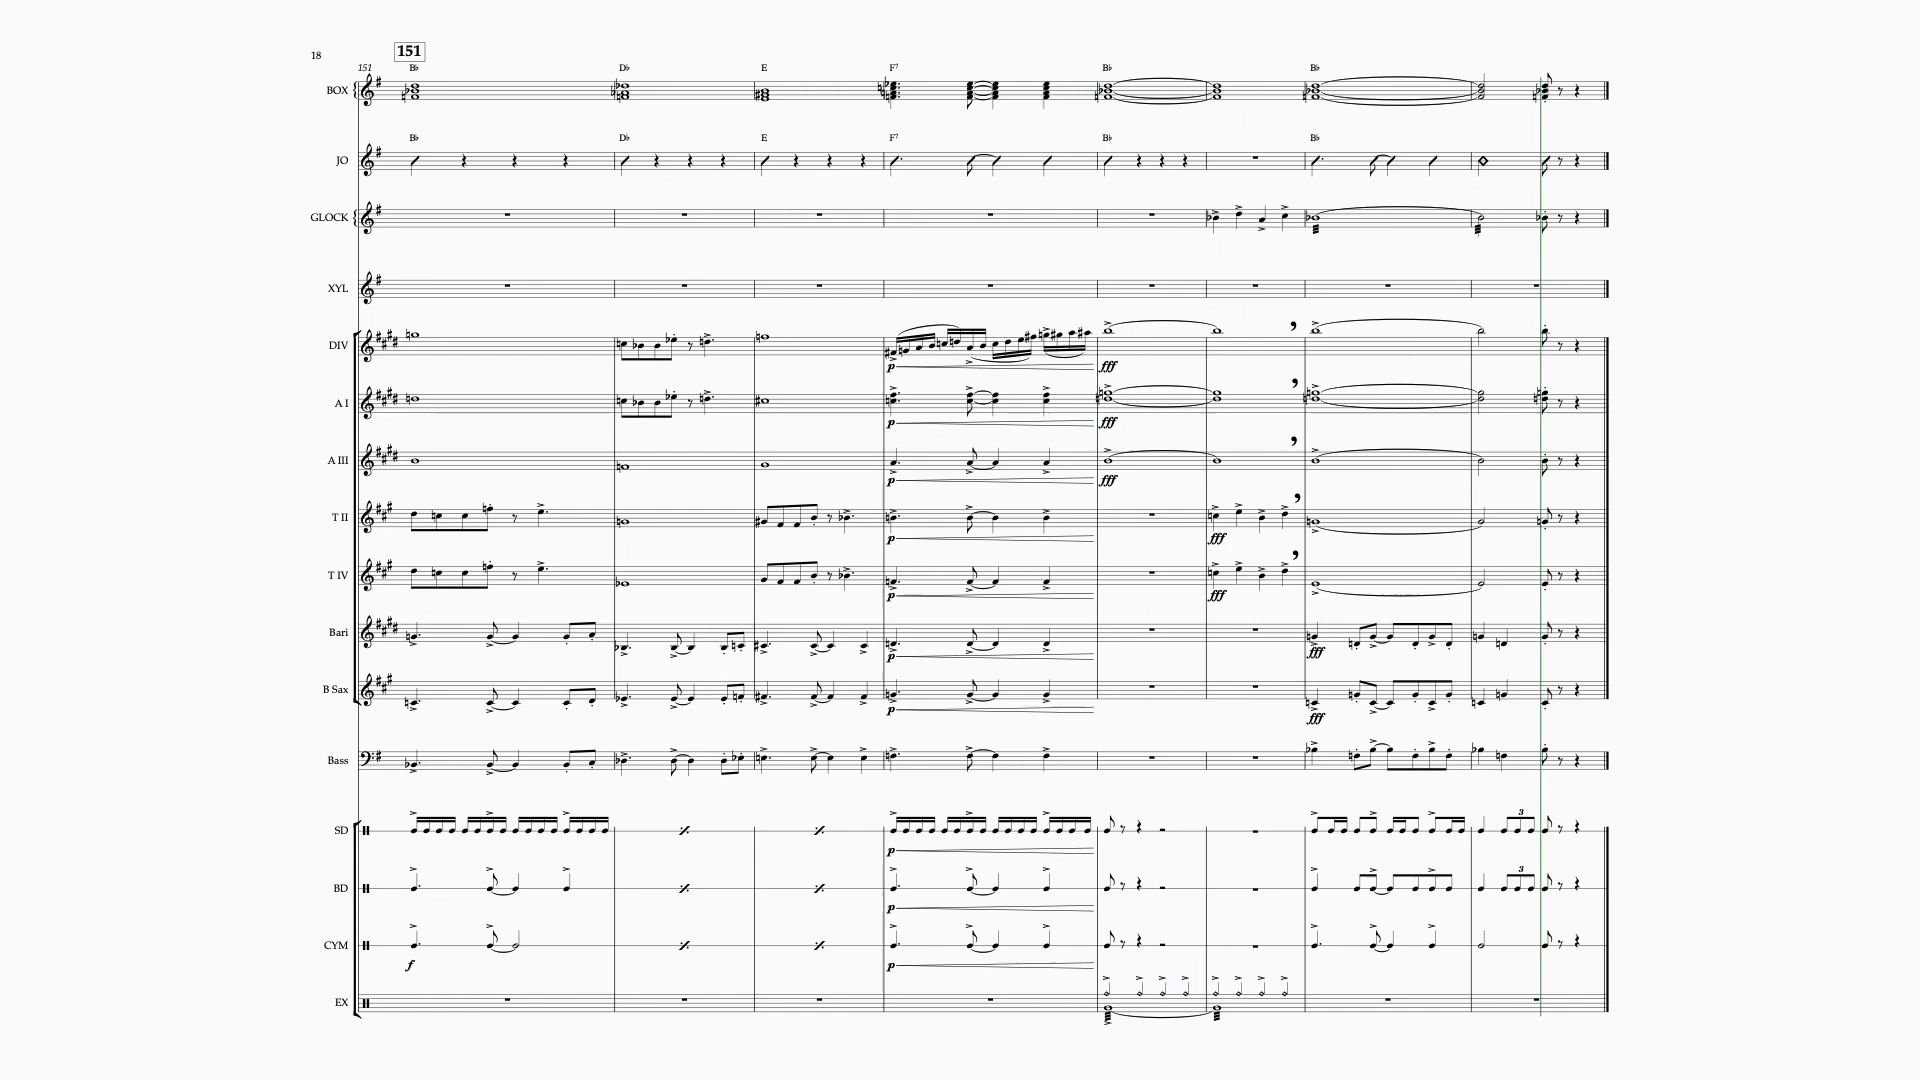 151
18
151
B♭ D♭ E F7 B♭ B♭
BOX
B♭ D♭ E F7 B♭ B♭
JO
GLOCK
XYL
DIV
p fff
A I
p fff
A III
p fff
T II
p fff
T IV
p fff
Bari
p fff
B Sax
p fff
Bass
SD
3
p
BD
3
p
CYM
f p
EX